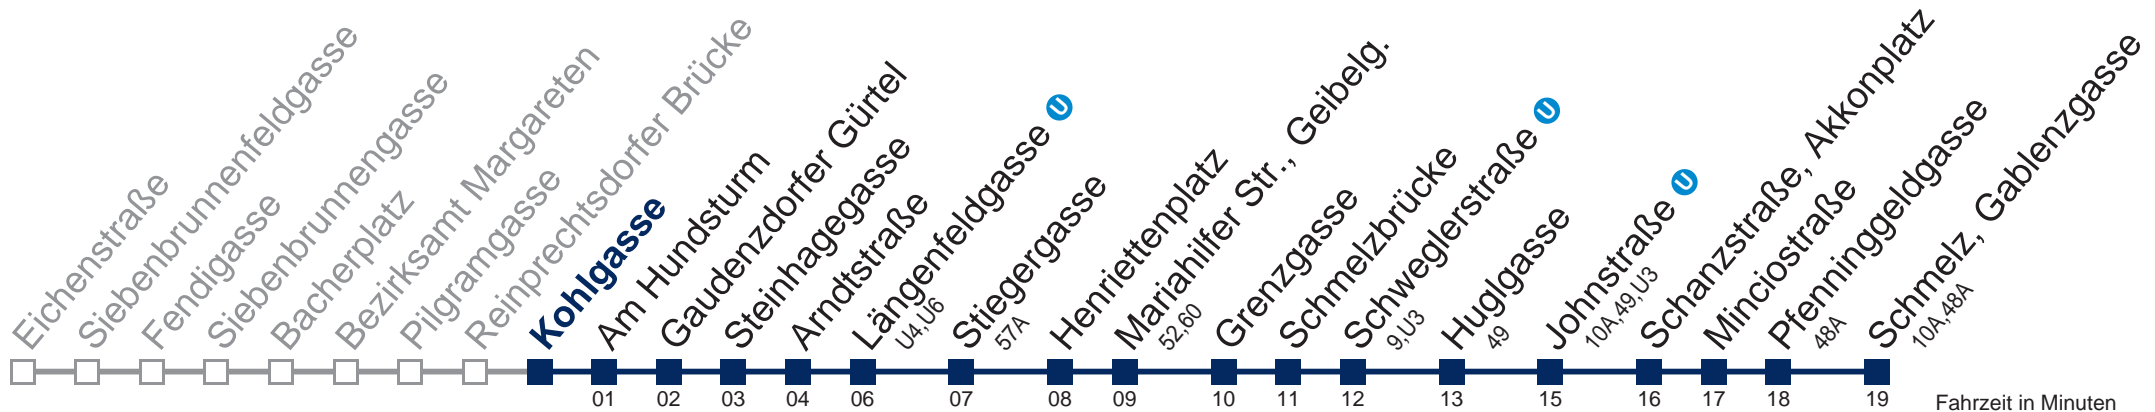 Eichenstraße
Siebenbrunnenfeldgasse
Fendigasse
Siebenbrunnengasse
Bacherplatz
Bezirksamt Margareten
Pilgramgasse
Reinprechtsdorfer Brücke
Kohlgasse
Am Hundsturm
Gaudenzdorfer Gürtel
Steinhagegasse
Arndtstraße
Längenfeldgasse U
U4,U6
Stiegergasse
57A
Henriettenplatz
Mariahilfer Str., Geibelg.
52,60
Grenzgasse
Schmelzbrücke
Schweglerstraße U
9,U3
Huglgasse
49
Johnstraße U
10A,49,U3
Schanzstraße, Akkonplatz
Minciostraße
Pfenninggeldgasse
48A
Schmelz, Gablenzgasse
10A,48A
01 02 03 04 06 07 08 09 10 11 12 13 15 16 17 18 19
Fahrzeit in Minuten